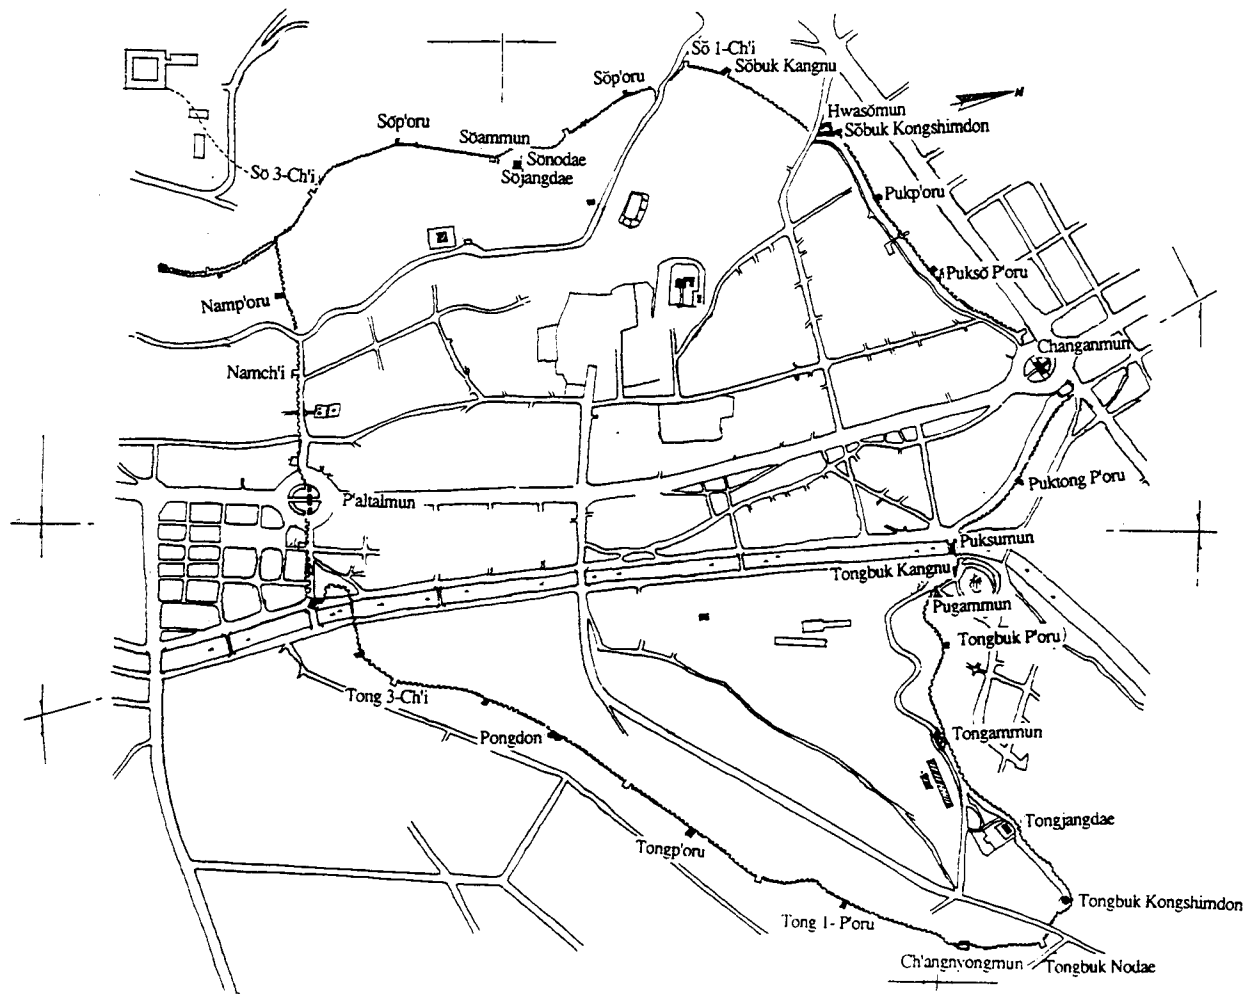 Sŏ 1-Ch'i
Sŏbuk Kangnu
Sŏp'oru
N
Hwasŏmun
Sŏbuk Kongshimdon
Sŏp'oru
Sŏammun
Sŏnodae
Sŏjangdae
Sŏ 3-Ch'i
Pukp'oru
Puksŏ P'oru
Namp'oru
Changanmun
Namch'i
P'altalmun
Puktong P'oru
Puksumun
Tongbuk Kangnu
Pugammun
Tongbuk P'oru
Tong 3-Ch'i
Pongdon
Tongammun
Tongjangdae
Tongp'oru
Tongbuk Kongshimdon
Tong 1- P'oru
Ch'angnyongmun
Tongbuk Nodae